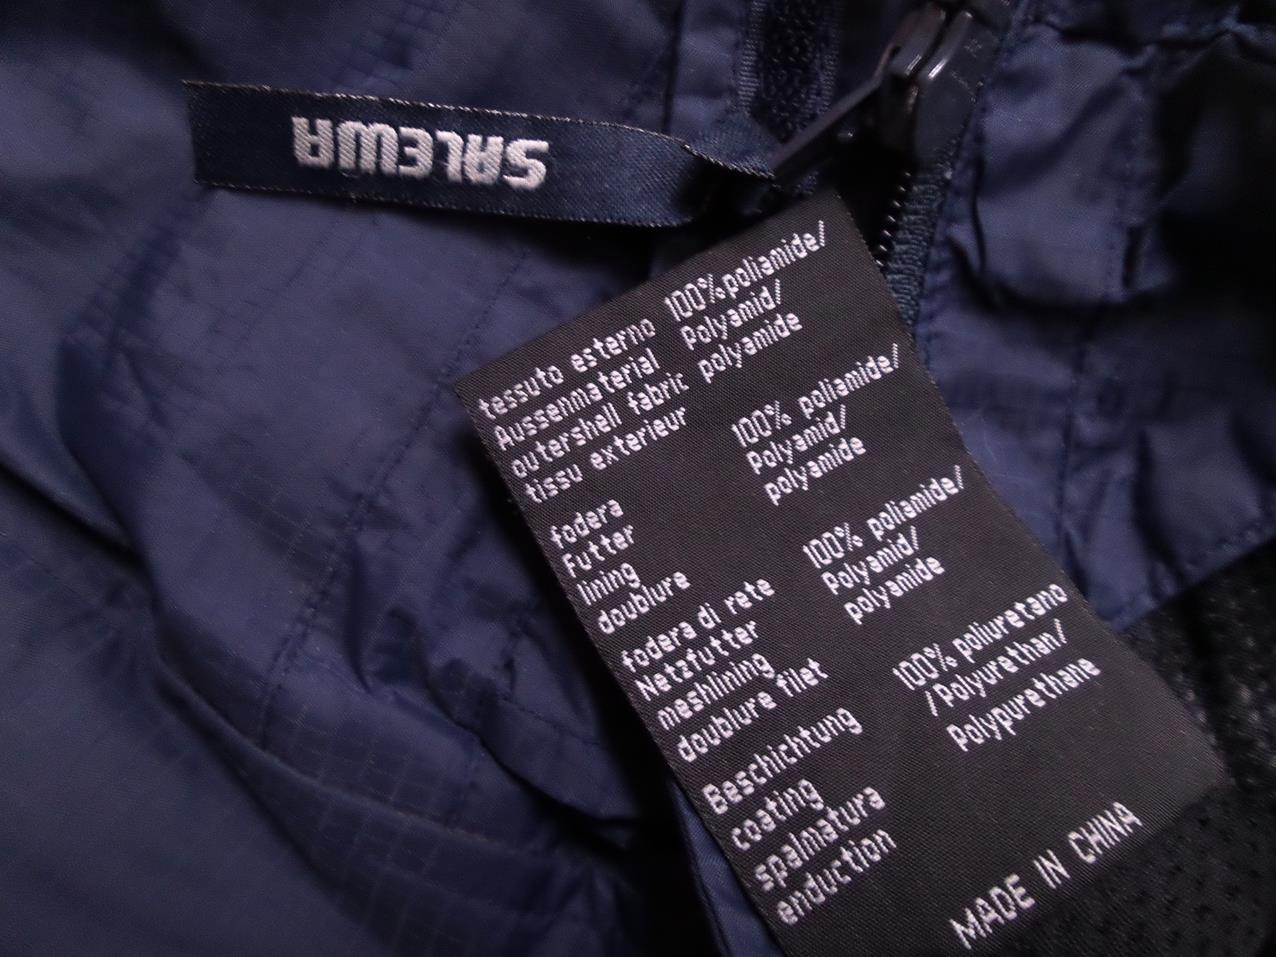 SALEWA
tessuto esterno 100%poliamide/
Aussenmaterial Polyamid/
outershell fabric polyamide
tissu exterieur
fodera 100% poliamide/
Futter Polyamid/
lining polyamide
doublure
fodera di rete 100% poliamide/
Netzfutter Polyamid/
meshlining polyamide
doublure filet
Beschichtung 100% poliuretano
coating /Polyurethan/
spalmatura Polypurethane
enduction
MADE IN CHINA